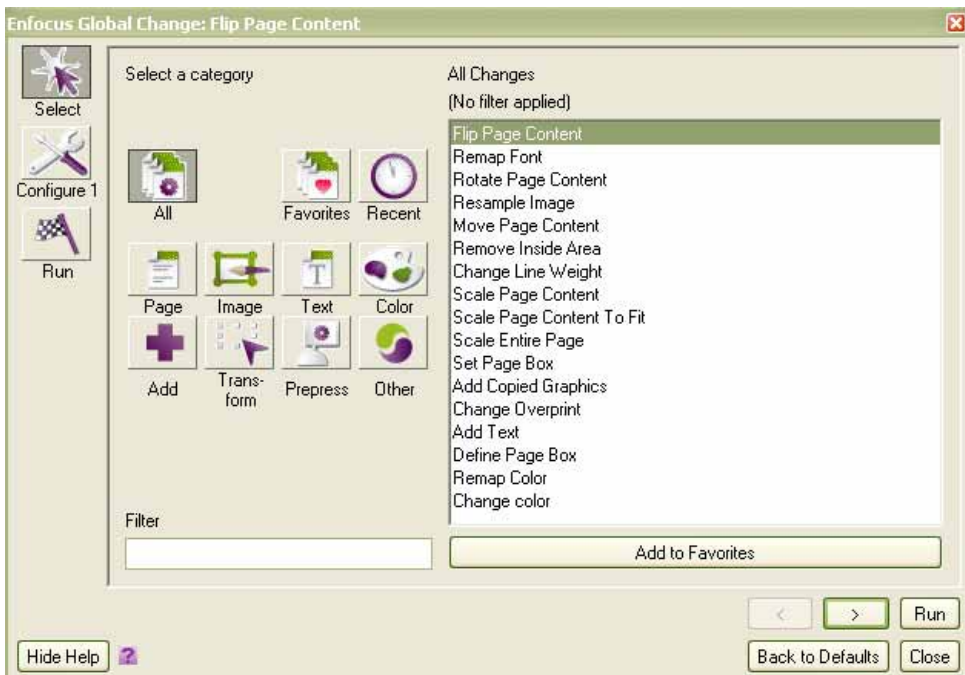 Enfocus Global Change: Flip Page Content
Select
Configure 1
Run
Select a category
All
Favorites
Recent
Page
Image
Text
Color
Add
Trans-
form
Prepress
Other
Filter
All Changes
(No filter applied)
Flip Page Content
Remap Font
Rotate Page Content
Resample Image
Move Page Content
Remove Inside Area
Change Line Weight
Scale Page Content
Scale Page Content To Fit
Scale Entire Page
Set Page Box
Add Copied Graphics
Change Overprint
Add Text
Define Page Box
Remap Color
Change color
Add to Favorites
<
>
Run
Hide Help
?
Back to Defaults
Close